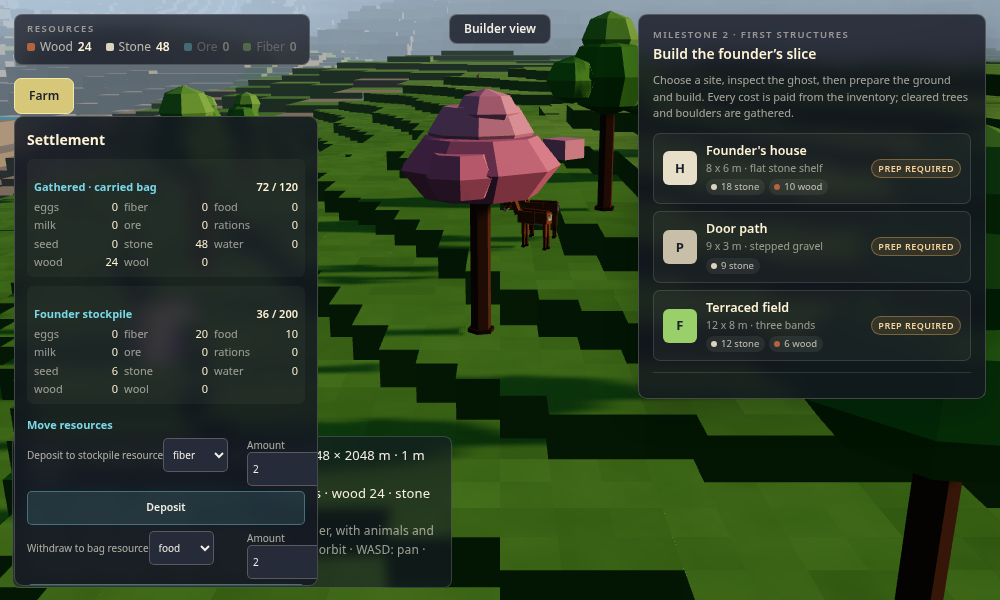 RESOURCES
Wood 24 Stone 48 Ore 0 Fiber 0
Builder view
Farm
Settlement
Gathered · carried bag 72 / 120
eggs 0 fiber 0 food 0
milk 0 ore 0 rations 0
seed 0 stone 48 water 0
wood 24 wool 0
Founder stockpile 36 / 200
eggs 0 fiber 20 food 10
milk 0 ore 0 rations 0
seed 6 stone 0 water 0
wood 0 wool 0
Move resources
Deposit to stockpile resource fiber Amount 2
Deposit
Withdraw to bag resource food Amount 2
48 × 2048 m · 1 m
s · wood 24 · stone
er, with animals and
orbit · WASD: pan ·
MILESTONE 2 · FIRST STRUCTURES
Build the founder's slice
Choose a site, inspect the ghost, then prepare the ground
and build. Every cost is paid from the inventory; cleared trees
and boulders are gathered.
H
Founder's house
8 x 6 m · flat stone shelf
18 stone 10 wood
PREP REQUIRED
P
Door path
9 x 3 m · stepped gravel
9 stone
PREP REQUIRED
F
Terraced field
12 x 8 m · three bands
12 stone 6 wood
PREP REQUIRED